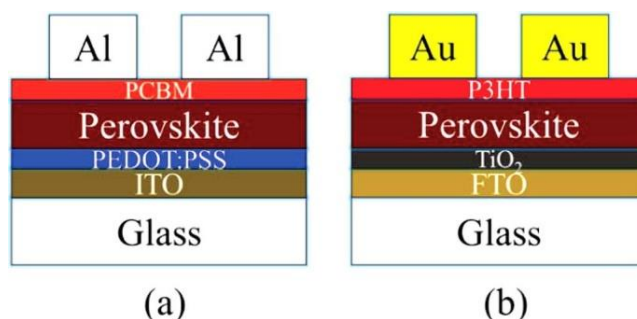 Al Al
PCBM
Perovskite
PEDOT:PSS
ITO
Glass
(a)
Au Au
P3HT
Perovskite
TiO₂
FTO
Glass
(b)